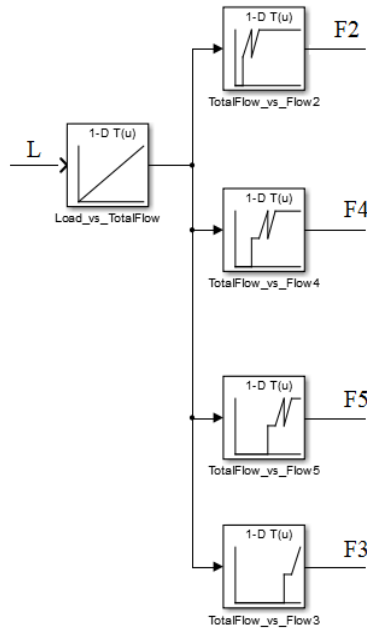 F2
1-D T(u)
TotalFlow_vs_Flow2
L
1-D T(u)
Load_vs_TotalFlow
F4
1-D T(u)
TotalFlow_vs_Flow4
F5
1-D T(u)
TotalFlow_vs_Flow5
F3
1-D T(u)
TotalFlow_vs_Flow3